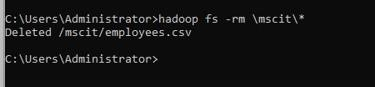 C:\Users\Administrator>hadoop fs -rm \mscit\*
Deleted /mscit/employees.csv
C:\Users\Administrator>